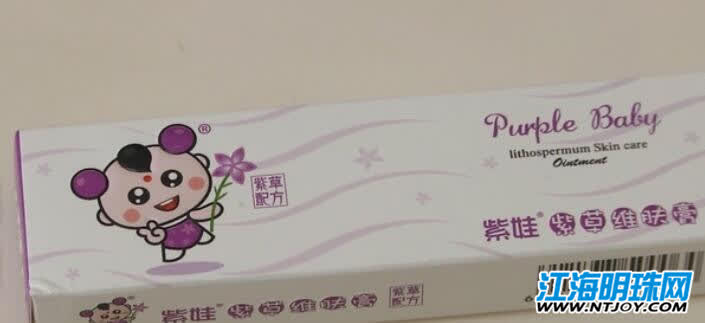 Purple Baby
lithospermum Skin care
Ointment
®
紫草
配方
紫娃® 紫草维肤膏
紫娃® 紫草维肤膏 紫草
配方
6
江海明珠网
WWW.NTJOY.COM